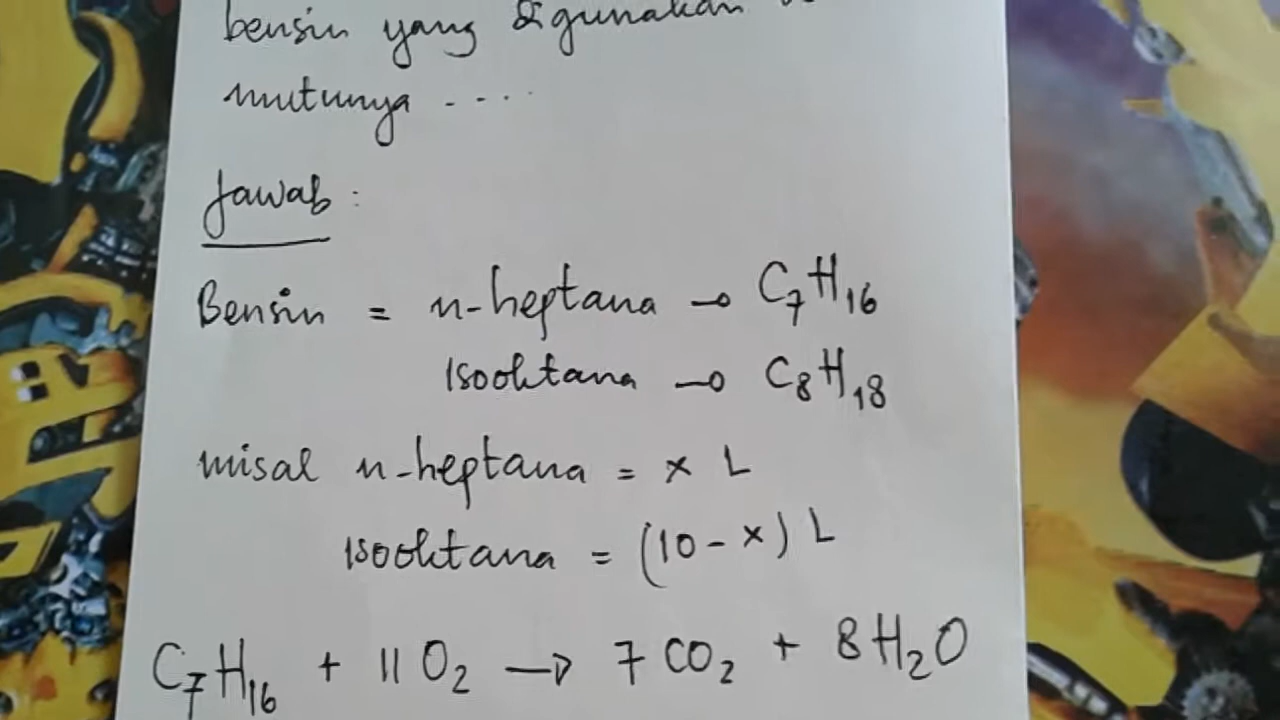 bensin yang digunakan
mutunya ....
Jawab :
Bensin = n-heptana → C₇H₁₆
Isooktana → C₈H₁₈
misal n-heptana = x L
Isooktana = (10 - x) L
C₇H₁₆ + 11 O₂ → 7 CO₂ + 8 H₂O